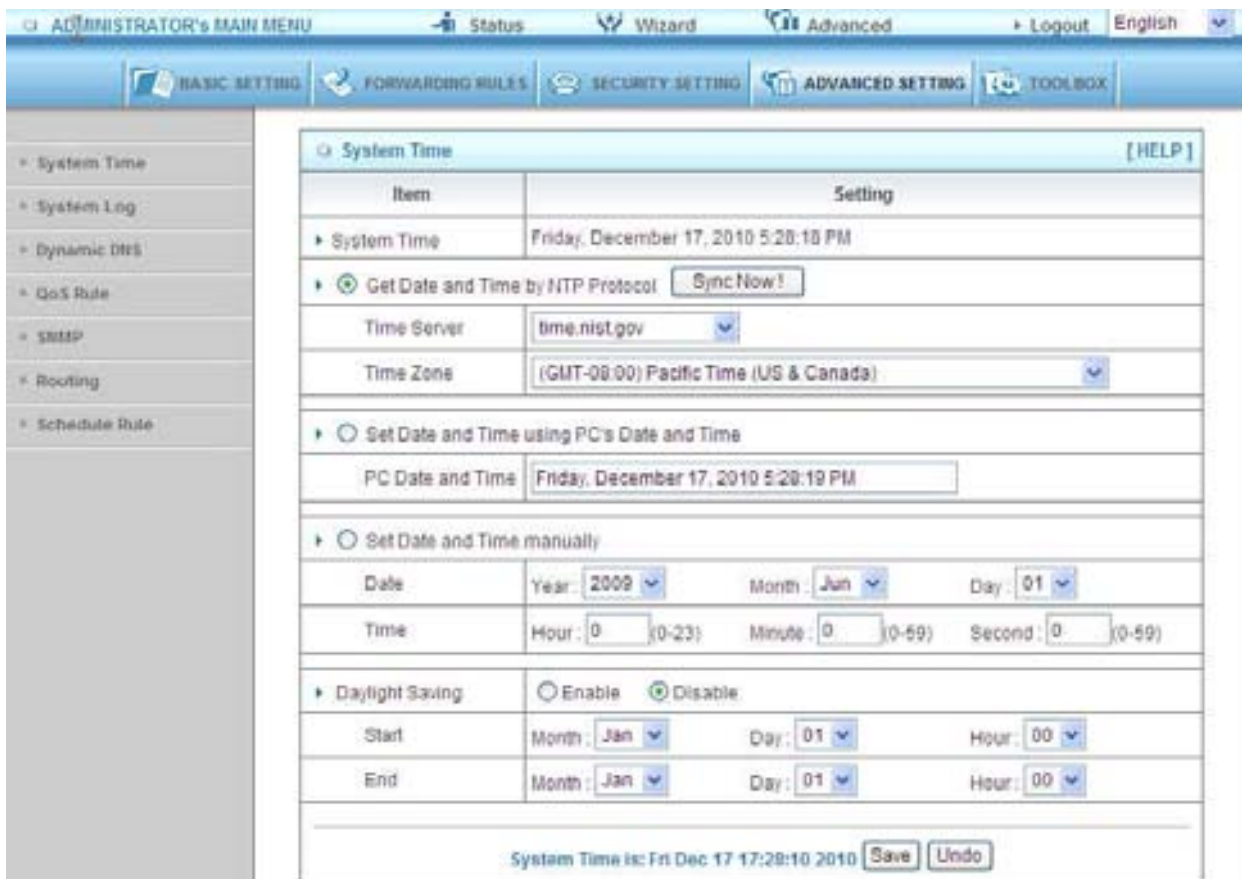 ADMINISTRATOR's MAIN MENU Status Wizard Advanced Logout English
BASIC SETTING FORWARDING RULES SECURITY SETTING ADVANCED SETTING TOOLBOX
System Time
System Log
Dynamic DNS
QoS Rule
SNMP
Routing
Schedule Rule
System Time [HELP]
Item Setting
System Time Friday, December 17, 2010 5:28:18 PM
Get Date and Time by NTP Protocol Sync Now!
Time Server time.nist.gov
Time Zone (GMT-08:00) Pacific Time (US & Canada)
Set Date and Time using PC's Date and Time
PC Date and Time Friday, December 17, 2010 5:28:19 PM
Set Date and Time manually
Date Year: 2009 Month: Jun Day: 01
Time Hour: 0 (0-23) Minute: 0 (0-59) Second: 0 (0-59)
Daylight Saving Enable Disable
Start Month: Jan Day: 01 Hour: 00
End Month: Jan Day: 01 Hour: 00
System Time is: Fri Dec 17 17:28:10 2010 Save Undo